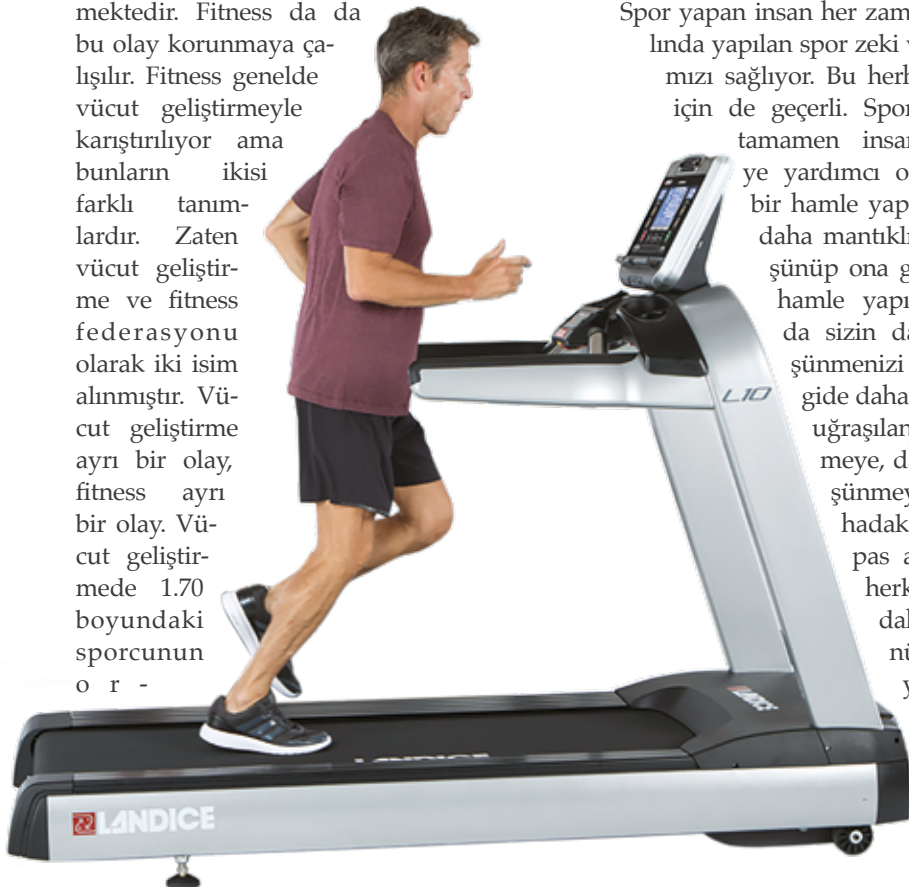 mektedir. Fitness da da
bu olay korunmaya ça-
lışılır. Fitness genelde
vücut geliştirmeyle
karıştırılıyor ama
bunların ikisi
farklı tanım-
lardır. Zaten
vücut geliştir-
me ve fitness
federasyonu
olarak iki isim
alınmıştır. Vü-
cut geliştirme
ayrı bir olay,
fitness ayrı
bir olay. Vü-
cut geliştir-
mede 1.70
boyundaki
sporcunun
o r -
Spor yapan insan her zam
lında yapılan spor zeki
mızı sağlıyor. Bu herh
için de geçerli. Spor
tamamen insan
ye yardımcı o
bir hamle yap
daha mantıklı
şünüp ona g
hamle yapı
da sizin da
şünmenizi
gide daha
uğraşılan
meye, d
şünmey
hadak
pas a
herk
dah
nü
y
L10
LANDICE
LANDICE
LANDICE